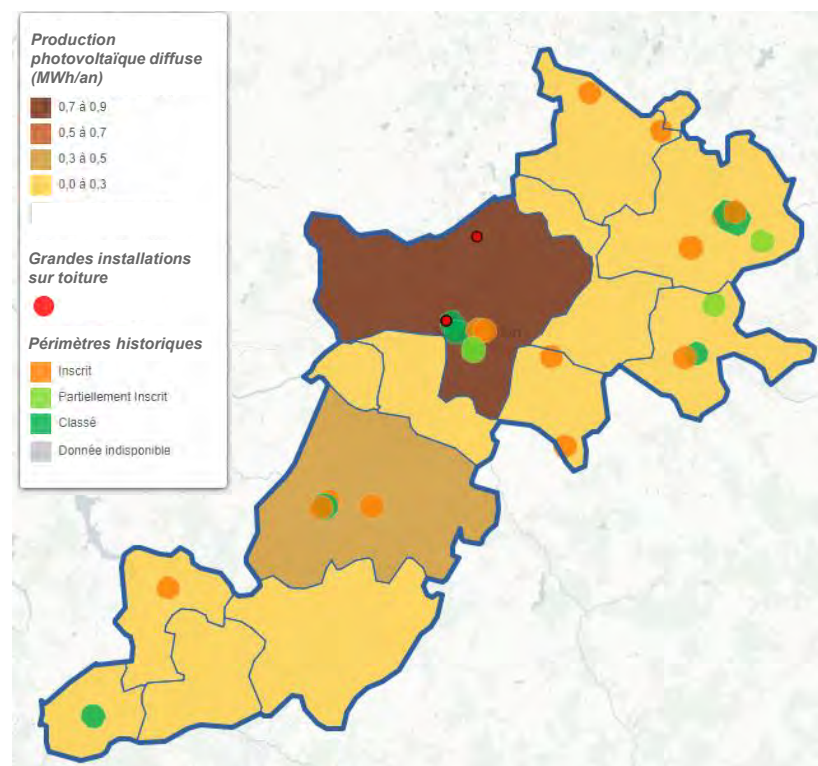 Production
photovoltaïque diffuse
(MWh/an)
0,7 à 0,9
0,5 à 0,7
0,3 à 0,5
0,0 à 0,3
Grandes installations
sur toiture
Périmètres historiques
Inscrit
Partiellement Inscrit
Classé
Donnée indisponible